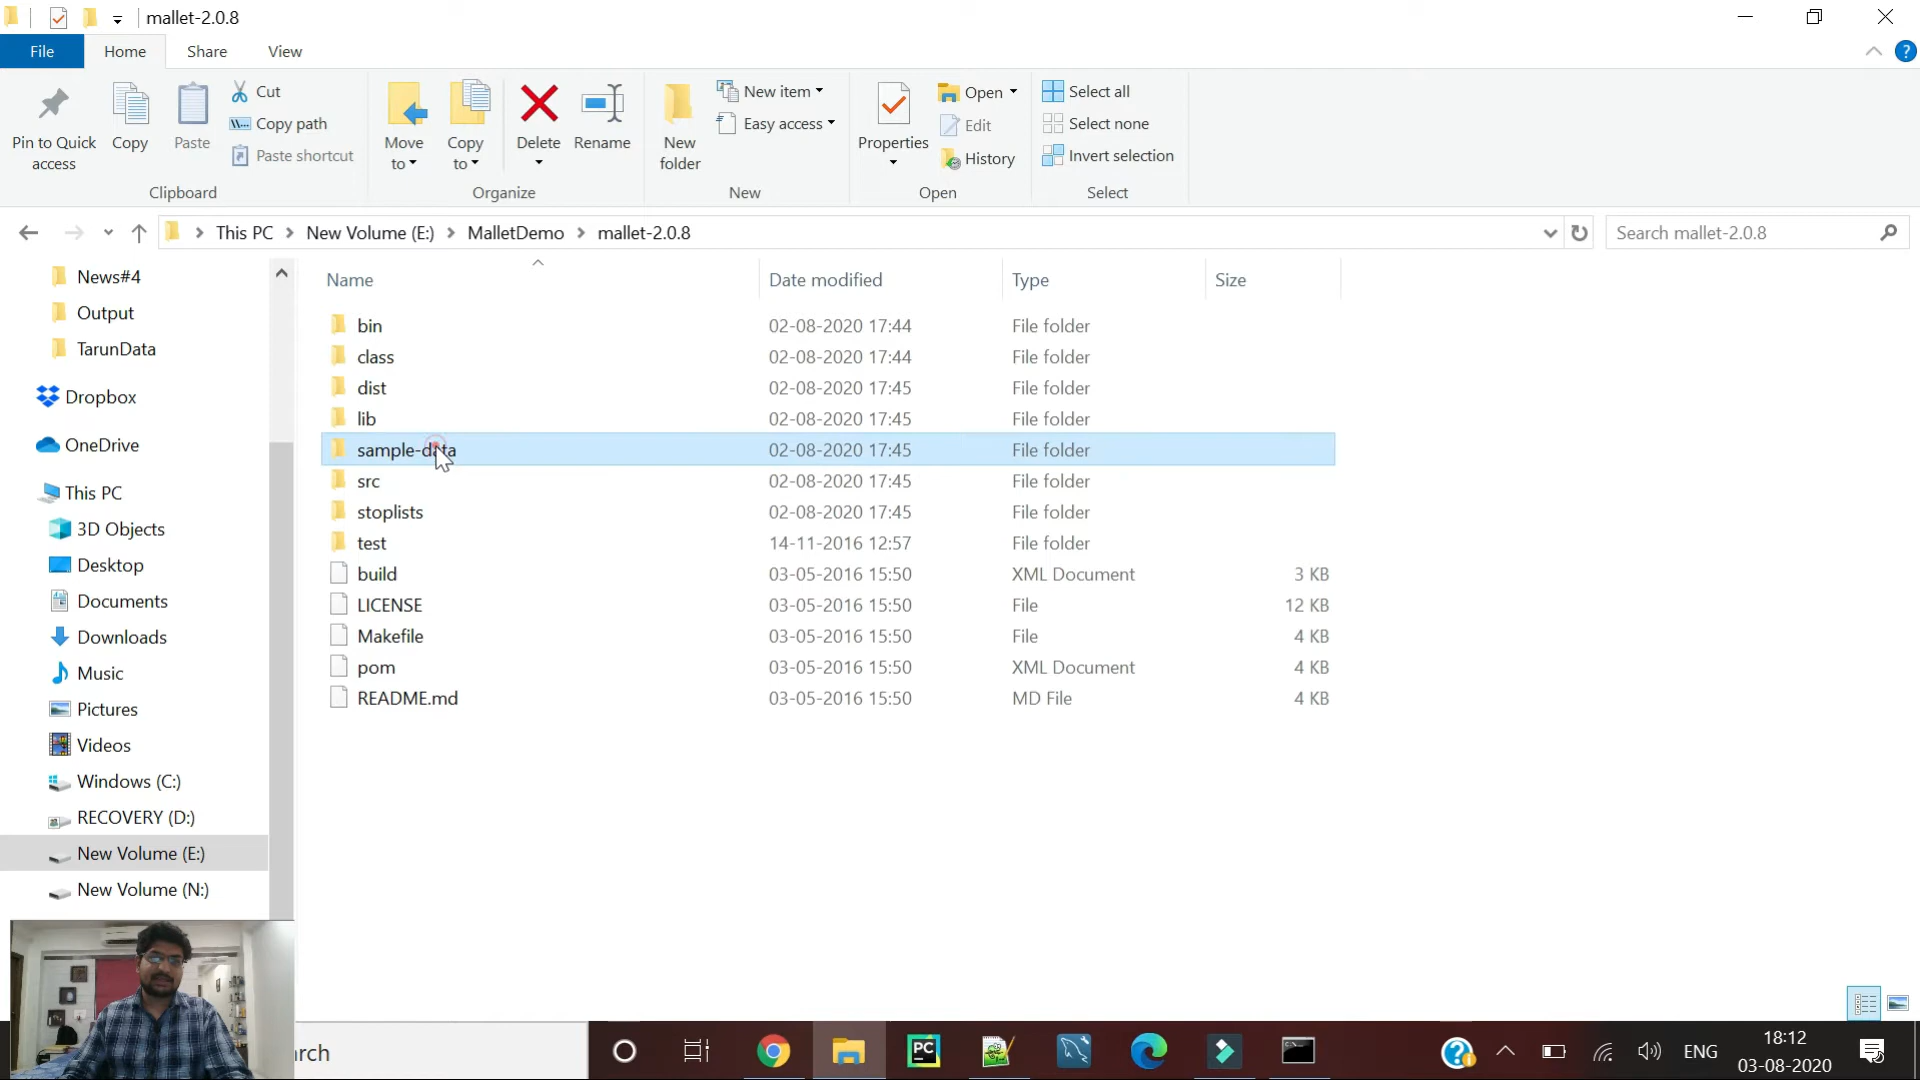 mallet-2.0.8
File Home Share View
Pin to Quick access
Copy
Paste
Cut
Copy path
Paste shortcut
Clipboard
Move to
Copy to
Delete
Rename
Organize
New folder
New item
Easy access
New
Properties
Open
Edit
History
Open
Select all
Select none
Invert selection
Select
This PC New Volume (E:) MalletDemo mallet-2.0.8
Search mallet-2.0.8
News#4
Output
TarunData
Dropbox
OneDrive
This PC
3D Objects
Desktop
Documents
Downloads
Music
Pictures
Videos
Windows (C:)
RECOVERY (D:)
New Volume (E:)
New Volume (N:)
Name Date modified Type Size
bin 02-08-2020 17:44 File folder
class 02-08-2020 17:44 File folder
dist 02-08-2020 17:45 File folder
lib 02-08-2020 17:45 File folder
sample-data 02-08-2020 17:45 File folder
src 02-08-2020 17:45 File folder
stoplists 02-08-2020 17:45 File folder
test 14-11-2016 12:57 File folder
build 03-05-2016 15:50 XML Document 3 KB
LICENSE 03-05-2016 15:50 File 12 KB
Makefile 03-05-2016 15:50 File 4 KB
pom 03-05-2016 15:50 XML Document 4 KB
README.md 03-05-2016 15:50 MD File 4 KB
rch
PC
ENG
18:12
03-08-2020